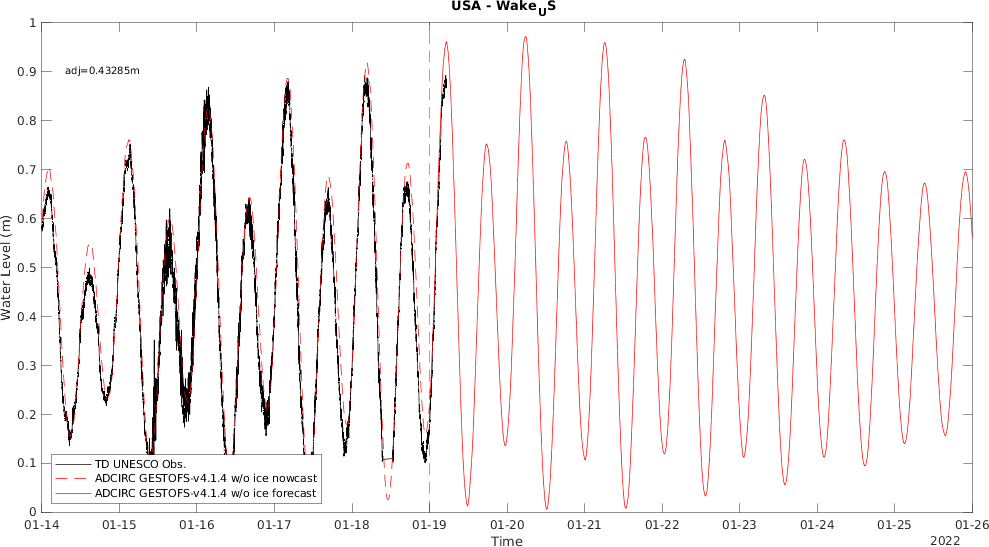 USA - WakeUS
1
0.9
0.8
0.7
0.6
0.5
0.4
0.3
0.2
0.1
0
Water Level (m)
adj=0.43285m
TD UNESCO Obs.
ADCIRC GESTOFS-v4.1.4 w/o ice nowcast
ADCIRC GESTOFS-v4.1.4 w/o ice forecast
01-14 01-15 01-16 01-17 01-18 01-19 01-20 01-21 01-22 01-23 01-24 01-25 01-26
Time
2022